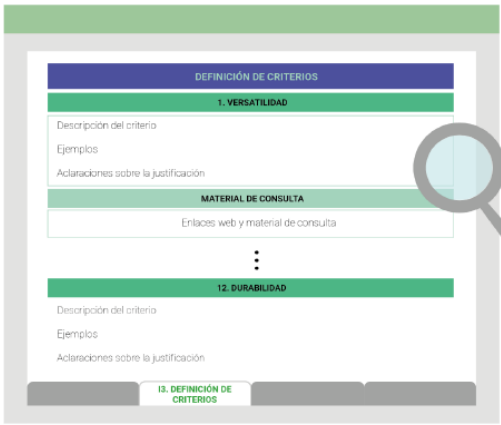 DEFINICIÓN DE CRITERIOS
1. VERSATILIDAD
Descripción del criterio
Ejemplos
Aclaraciones sobre la justificación
MATERIAL DE CONSULTA
Enlaces web y material de consulta
12. DURABILIDAD
Descripción del criterio
Ejemplos
Aclaraciones sobre la justificación
I3. DEFINICIÓN DE
CRITERIOS